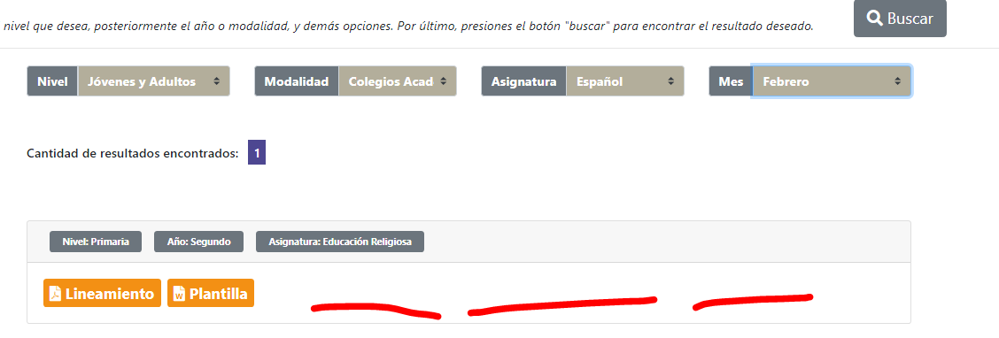 Buscar
nivel que desea, posteriormente el año o modalidad, y demás opciones. Por último, presiones el botón "buscar" para encontrar el resultado deseado.
Nivel Jóvenes y Adultos Modalidad Colegios Acad Asignatura Español Mes Febrero
Cantidad de resultados encontrados: 1
Nivel: Primaria Año: Segundo Asignatura: Educación Religiosa
Lineamiento Plantilla